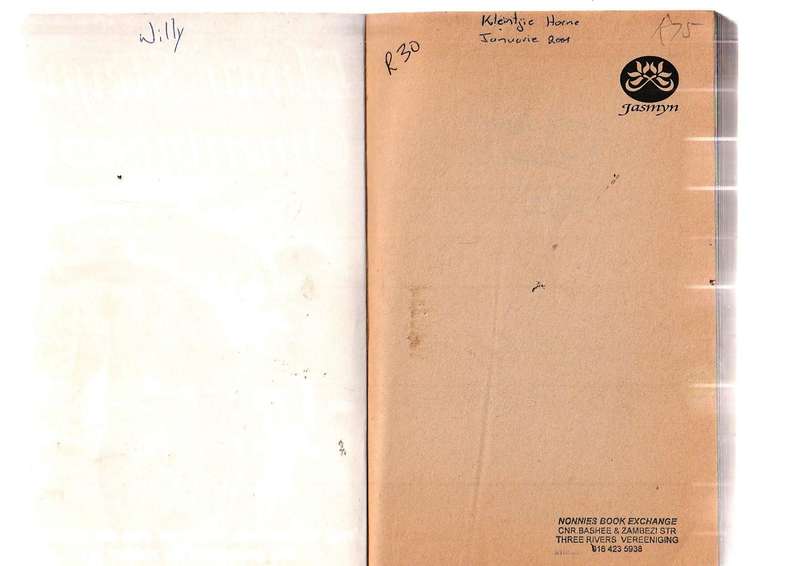 Willy
Kleintjie Horne
Januarie 2001
R30
R75
Jasmyn
NONNIES BOOK EXCHANGE
CNR.BASHEE & ZAMBEZI STR
THREE RIVERS VEREENIGING
016 423 5938